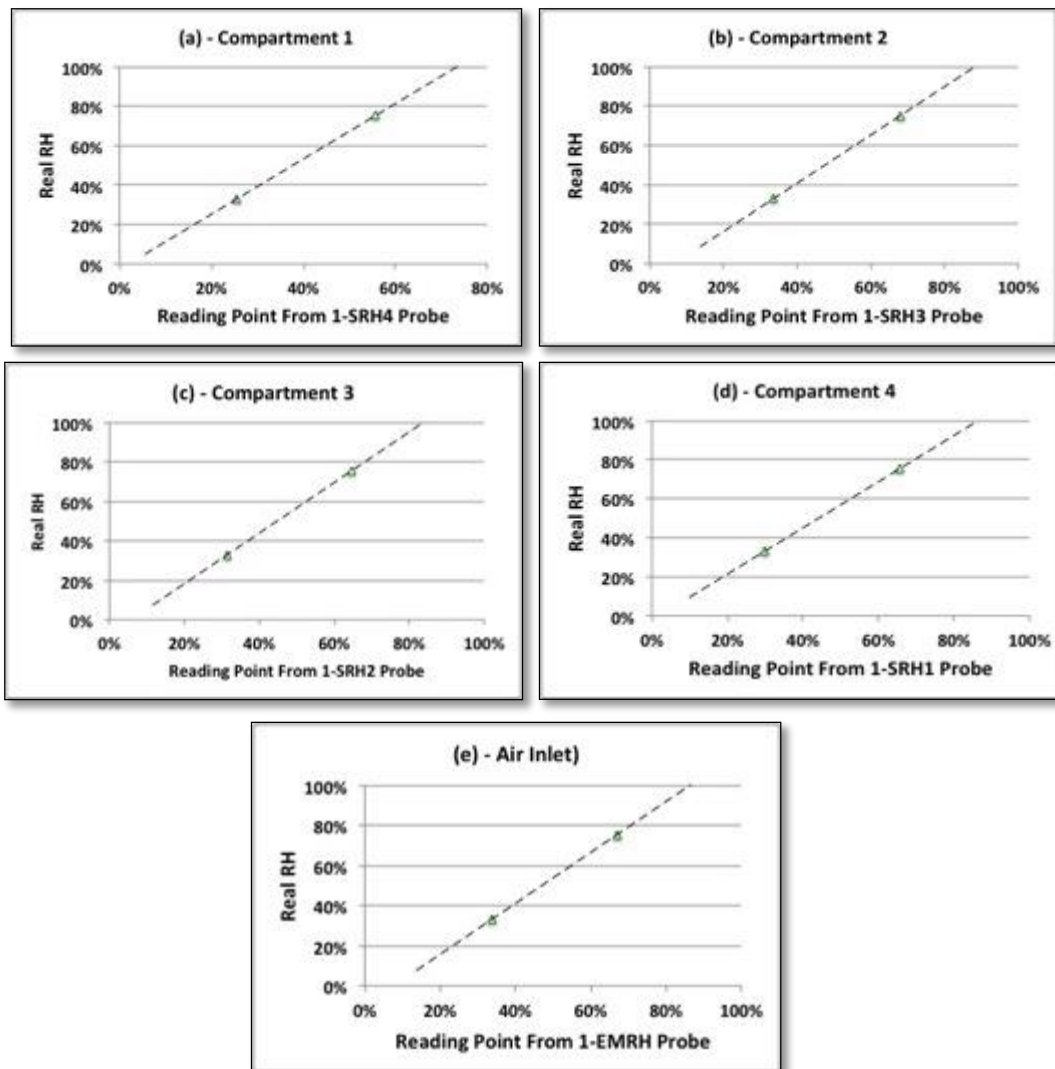 (a) - Compartment 1
100%
80%
60%
40%
20%
0%
Real RH
0% 20% 40% 60% 80%
Reading Point From 1-SRH4 Probe
(b) - Compartment 2
100%
80%
60%
40%
20%
0%
Real RH
0% 20% 40% 60% 80% 100%
Reading Point From 1-SRH3 Probe
(c) - Compartment 3
100%
80%
60%
40%
20%
0%
Real RH
0% 20% 40% 60% 80% 100%
Reading Point From 1-SRH2 Probe
(d) - Compartment 4
100%
80%
60%
40%
20%
0%
Real RH
0% 20% 40% 60% 80% 100%
Reading Point From 1-SRH1 Probe
(e) - Air Inlet)
100%
80%
60%
40%
20%
0%
Real RH
0% 20% 40% 60% 80% 100%
Reading Point From 1-EMRH Probe